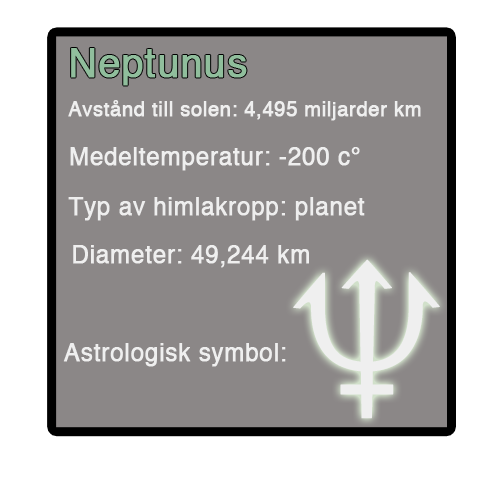 Neptunus
Avstånd till solen: 4,495 miljarder km
Medeltemperatur: -200 c°
Typ av himlakropp: planet
Diameter: 49,244 km
Astrologisk symbol: